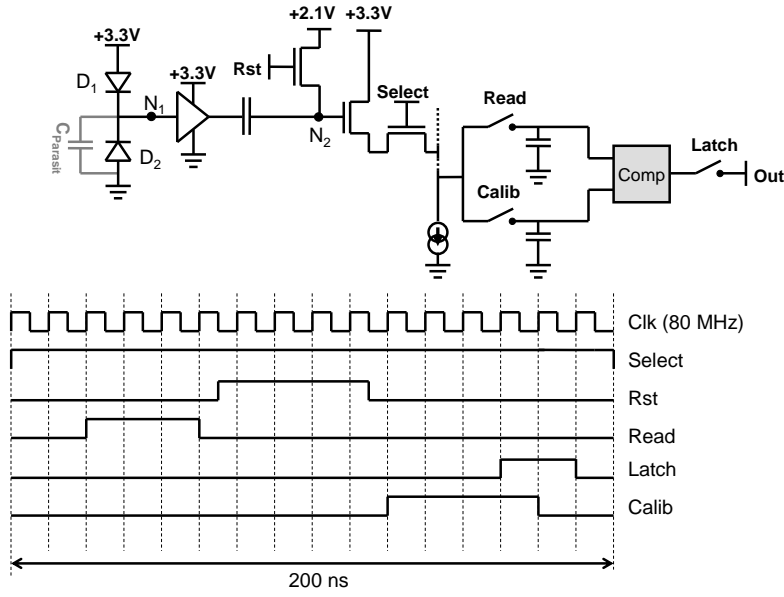 +2.1V
+3.3V
+3.3V
D1
+3.3V
Rst
Select
Read
N1
CParasit
N2
Latch
D2
Calib
Comp
Out
Clk (80 MHz)
Select
Rst
Read
Latch
Calib
200 ns